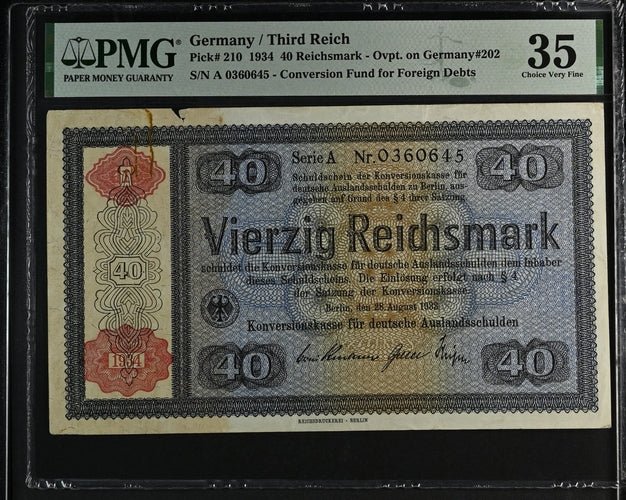 PMG
PAPER MONEY GUARANTY
Germany / Third Reich
Pick# 210 1934 40 Reichsmark - Ovpt. on Germany#202
S/N A 0360645 - Conversion Fund for Foreign Debts
35
Choice Very Fine
40
Serie A Nr. 0360645
40
Schuldschein der Konversionskasse für
deutsche Auslandsschulden zu Berlin, aus-
gegeben auf Grund des § 4 ihrer Satzung.
Vierzig Reichsmark
schuldet die Konversionskasse für deutsche Auslandsschulden dem Inhaber
dieses Schuldscheins. Die Einlösung erfolgt nach § 4
der Satzung der Konversionskasse.
Berlin, den 28. August 1933
Konversionskasse für deutsche Auslandsschulden
40
40
40
1934
REICHSDRUCKEREI - BERLIN